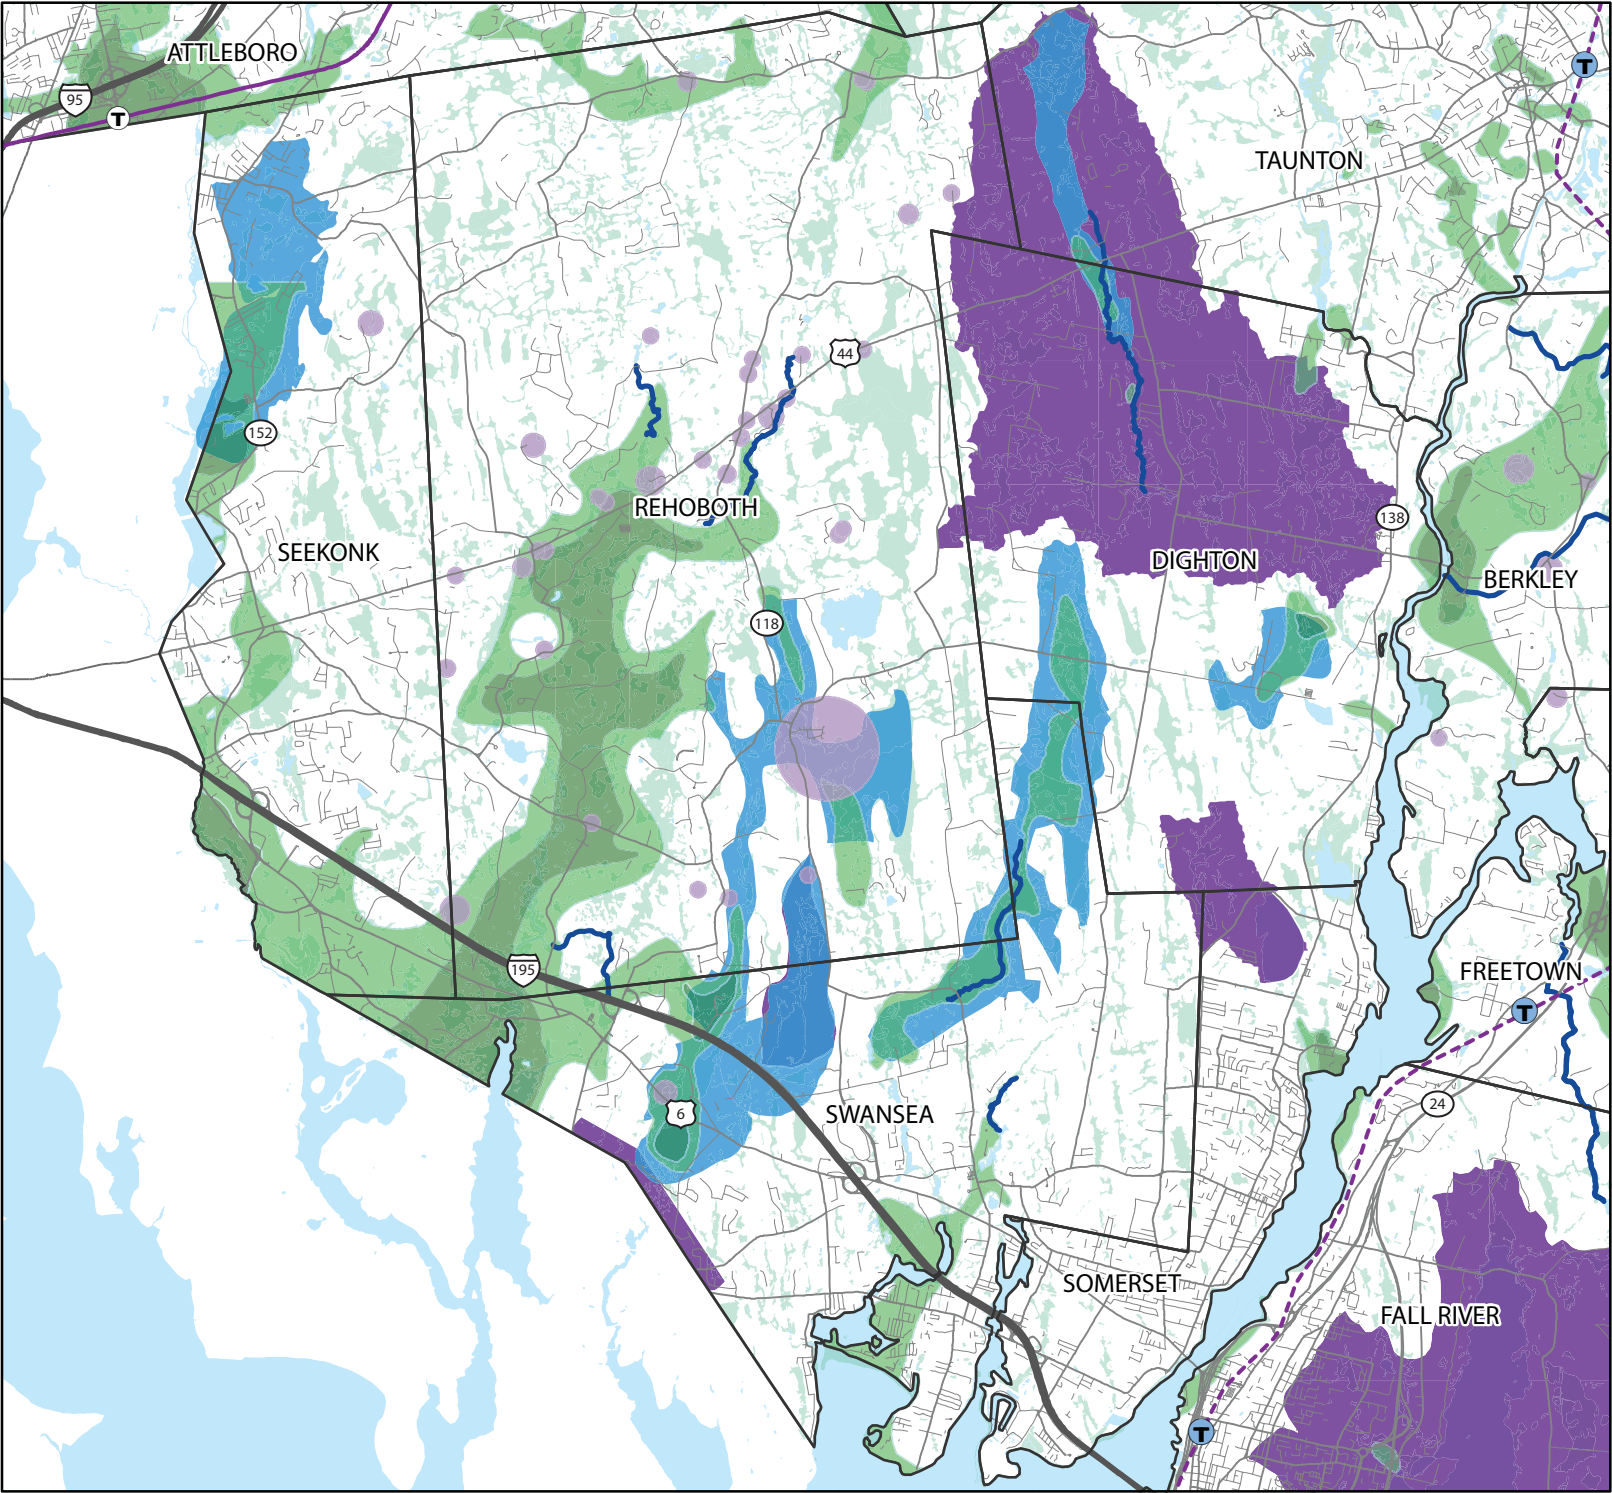 ATTLEBORO
95
T
T
TAUNTON
44
152
REHOBOTH
138
SEEKONK
DIGHTON
BERKLEY
118
195
FREETOWN
T
24
6
SWANSEA
SOMERSET
FALL RIVER
T